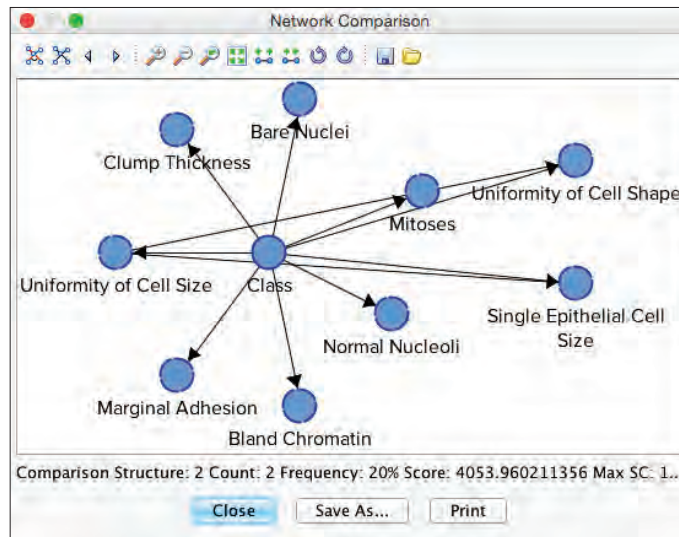 Network Comparison
Bare Nuclei
Clump Thickness
Uniformity of Cell Shape
Mitoses
Uniformity of Cell Size
Class
Single Epithelial Cell
Size
Normal Nucleoli
Marginal Adhesion
Bland Chromatin
Comparison Structure: 2 Count: 2 Frequency: 20% Score: 4053.960211356 Max SC: 1...
Close
Save As...
Print